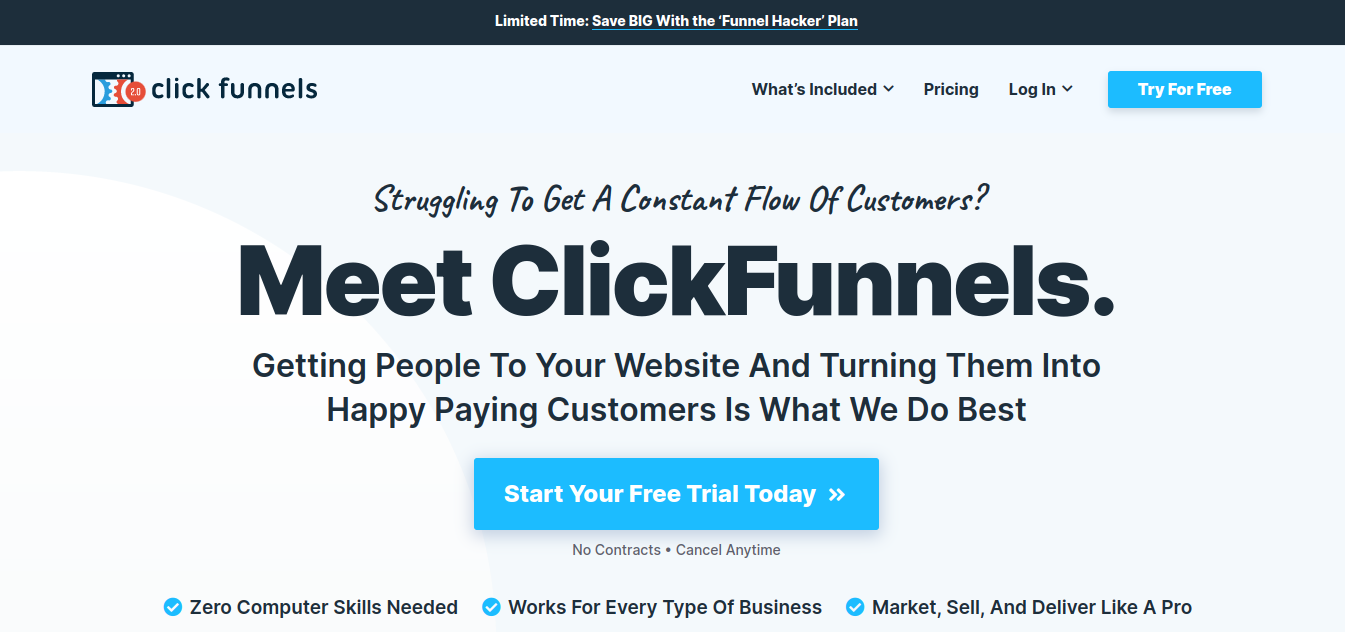 Limited Time: Save BIG With the ‘Funnel Hacker’ Plan
2.0 click funnels
What’s Included
Pricing
Log In
Try For Free
Struggling To Get A Constant Flow Of Customers?
Meet ClickFunnels.
Getting People To Your Website And Turning Them Into
Happy Paying Customers Is What We Do Best
Start Your Free Trial Today »
No Contracts • Cancel Anytime
Zero Computer Skills Needed
Works For Every Type Of Business
Market, Sell, And Deliver Like A Pro